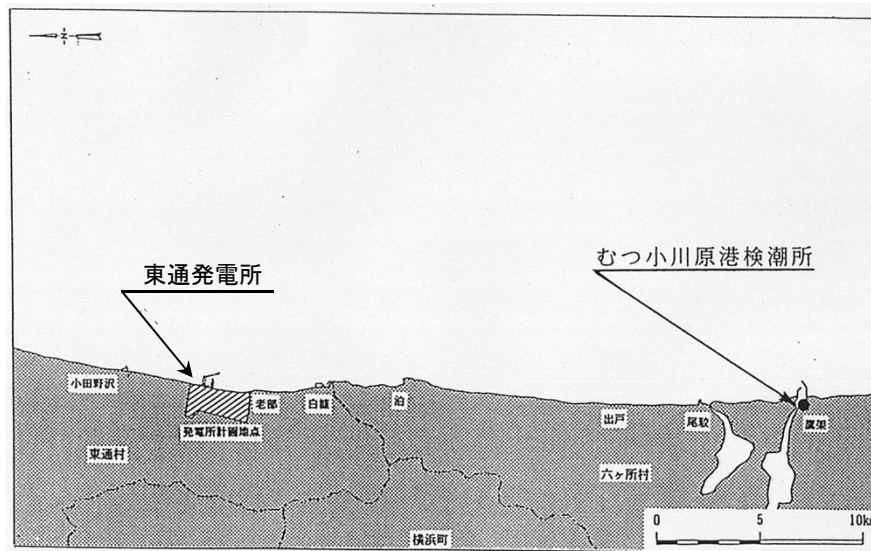 N
東通発電所
むつ小川原港検潮所
小田野沢
老部
白糠
泊
出戸
尾駮
鷹架
発電所計画地点
東通村
六ヶ所村
横浜町
0 5 10km